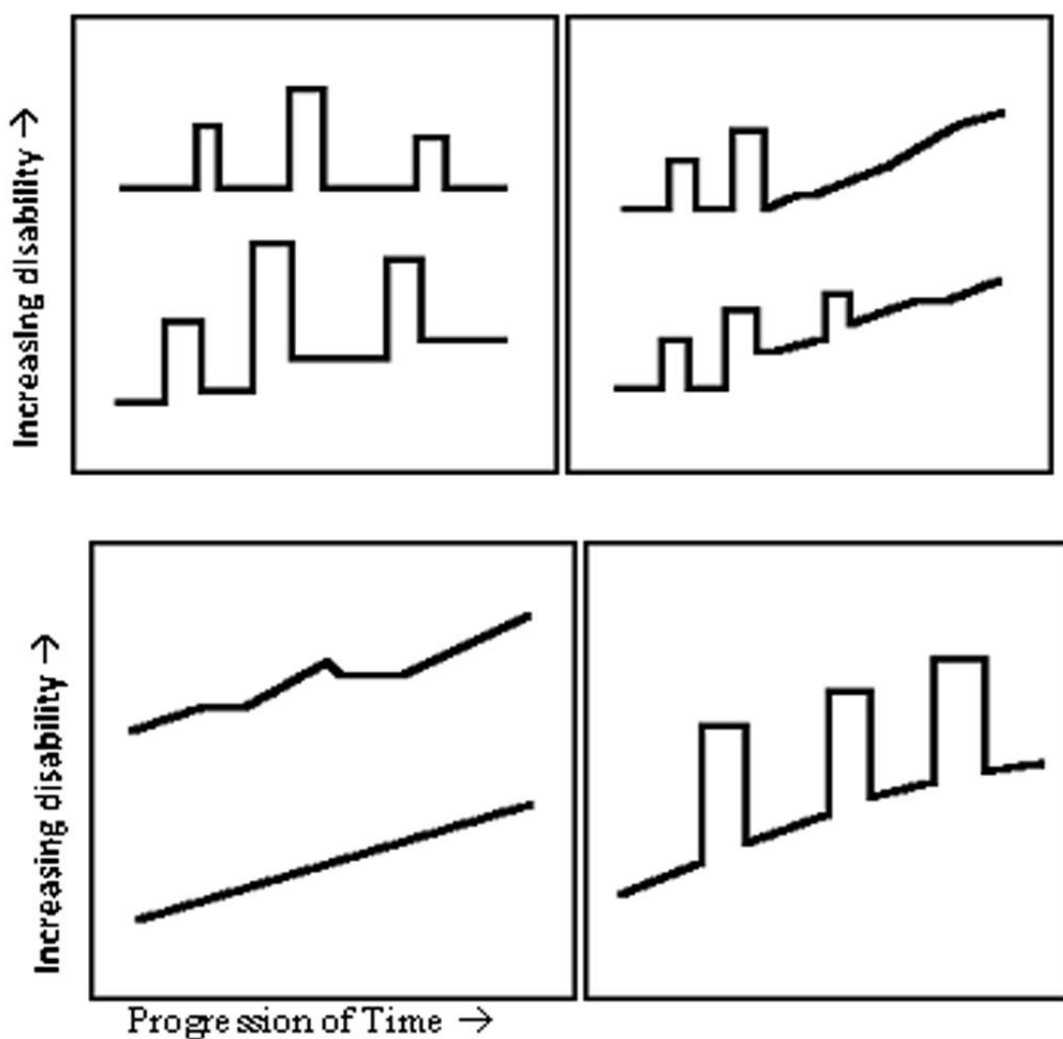 Increasing disability →
Increasing disability →
Progression of Time →